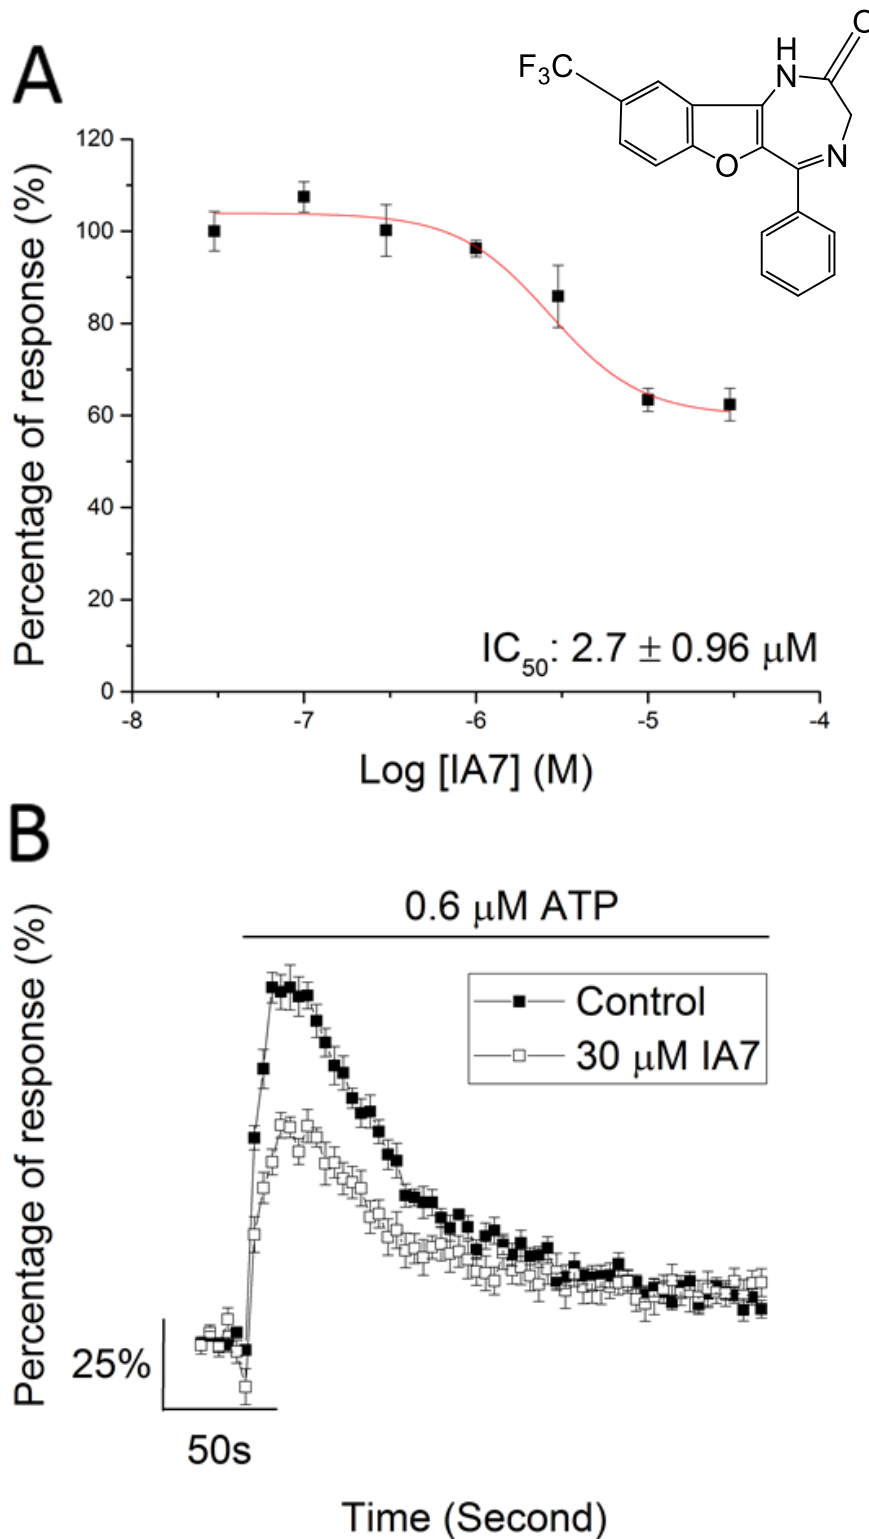 A
F₃C
H
N
O
N
O
Percentage of response (%)
120
100
80
60
40
20
0
IC₅₀: 2.7 ± 0.96 μM
-8 -7 -6 -5 -4
Log [IA7] (M)
B
Percentage of response (%)
0.6 μM ATP
Control
30 μM IA7
25%
50s
Time (Second)